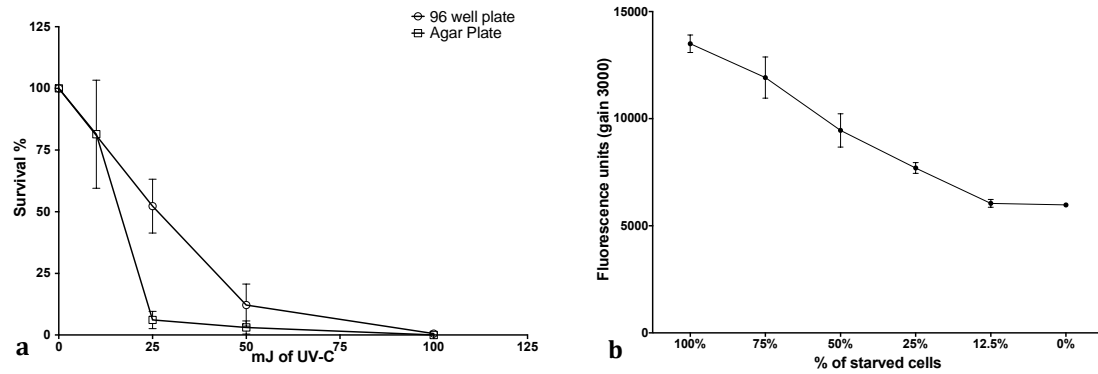 96 well plate
Agar Plate
Survival %
125
100
75
50
25
0
0 25 50 75 100 125
mJ of UV-C
a
Fluorescence units (gain 3000)
15000
10000
5000
0
100% 75% 50% 25% 12.5% 0%
% of starved cells
b